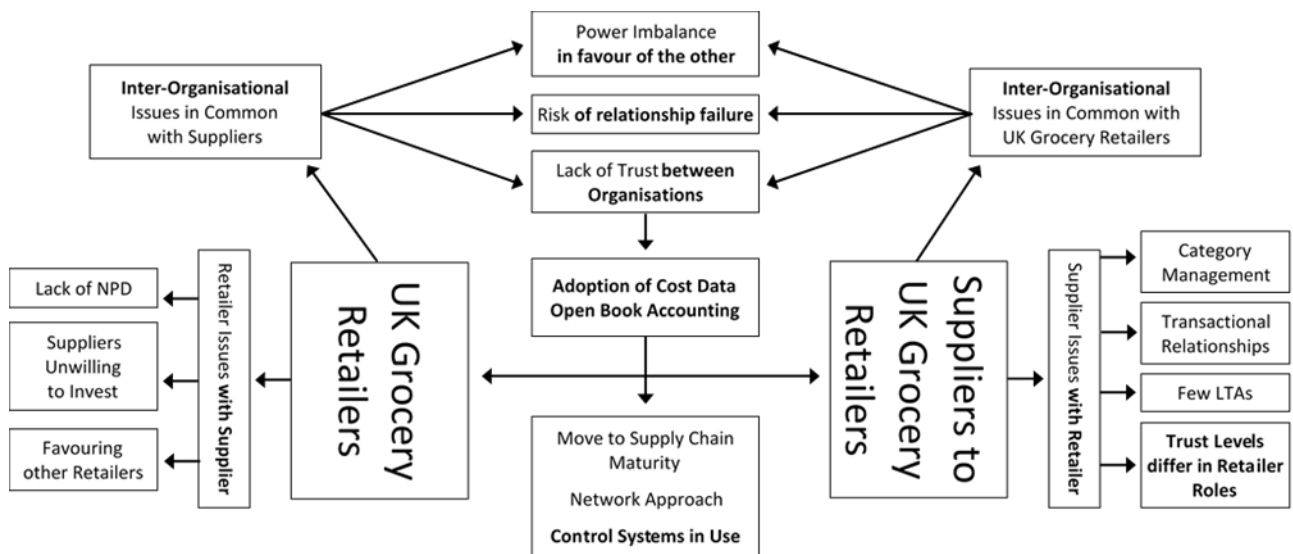 Power Imbalance
in favour of the other
Inter-Organisational
Issues in Common
with Suppliers
Risk of relationship failure
Inter-Organisational
Issues in Common with
UK Grocery Retailers
Lack of Trust between
Organisations
Lack of NPD
Suppliers
Unwilling
to Invest
Favouring
other Retailers
Retailer Issues with Supplier
UK Grocery
Retailers
Adoption of Cost Data
Open Book Accounting
Move to Supply Chain
Maturity
Network Approach
Control Systems in Use
Suppliers to
UK Grocery
Retailers
Supplier Issues with Retailer
Category
Management
Transactional
Relationships
Few LTAs
Trust Levels
differ in Retailer
Roles